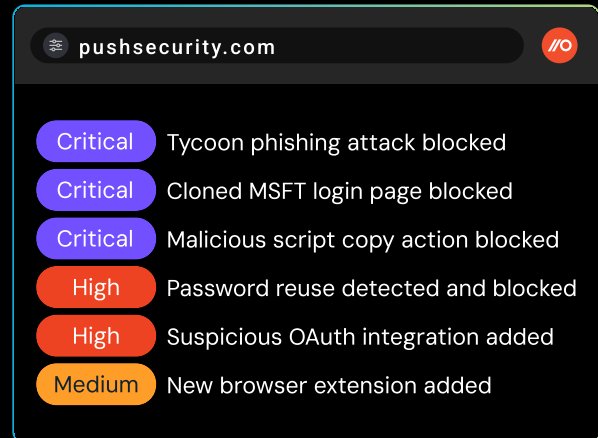 pushsecurity.com
Critical Tycoon phishing attack blocked
Critical Cloned MSFT login page blocked
Critical Malicious script copy action blocked
High Password reuse detected and blocked
High Suspicious OAuth integration added
Medium New browser extension added